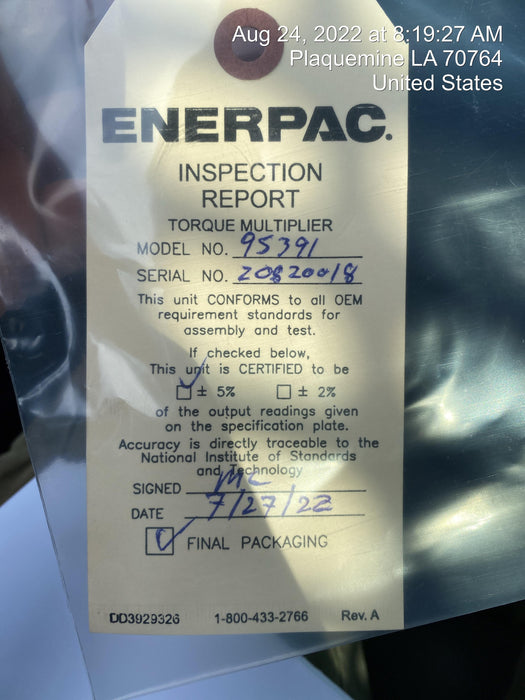 Aug 24, 2022 at 8:19:27 AM
Plaquemine LA 70764
United States
ENERPAC.
INSPECTION
REPORT
TORQUE MULTIPLIER
MODEL NO. 95391
SERIAL NO. 20820018
This unit CONFORMS to all OEM
requirement standards for
assembly and test.
If checked below,
This unit is CERTIFIED to be
± 5% ± 2%
of the output readings given
on the specification plate.
Accuracy is directly traceable to the
National Institute of Standards
and Technology
SIGNED MC
DATE 7/27/22
FINAL PACKAGING
DD3929326 1-800-433-2766 Rev. A